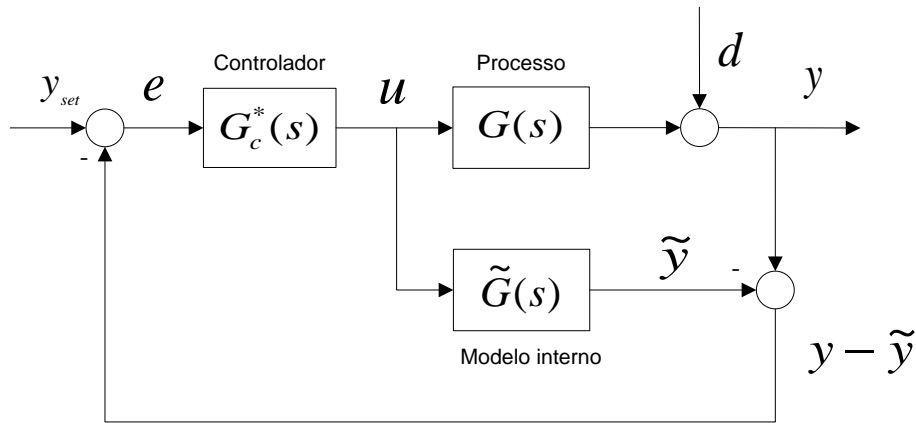 Controlador
Processo
y_set
e
G_c^*(s)
u
G(s)
d
y
-
G̃(s)
ỹ
-
Modelo interno
y − ỹ